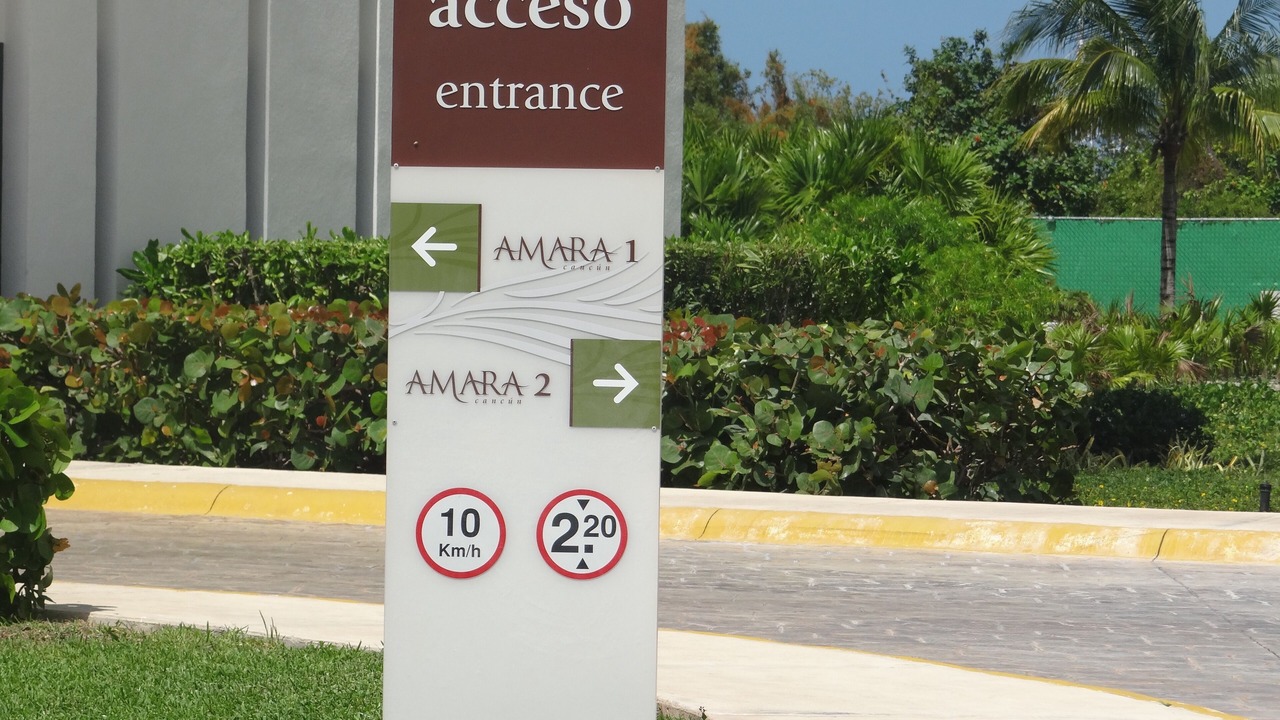 acceso
entrance
AMARA 1
cancún
AMARA 2
cancún
10
Km/h
2.20